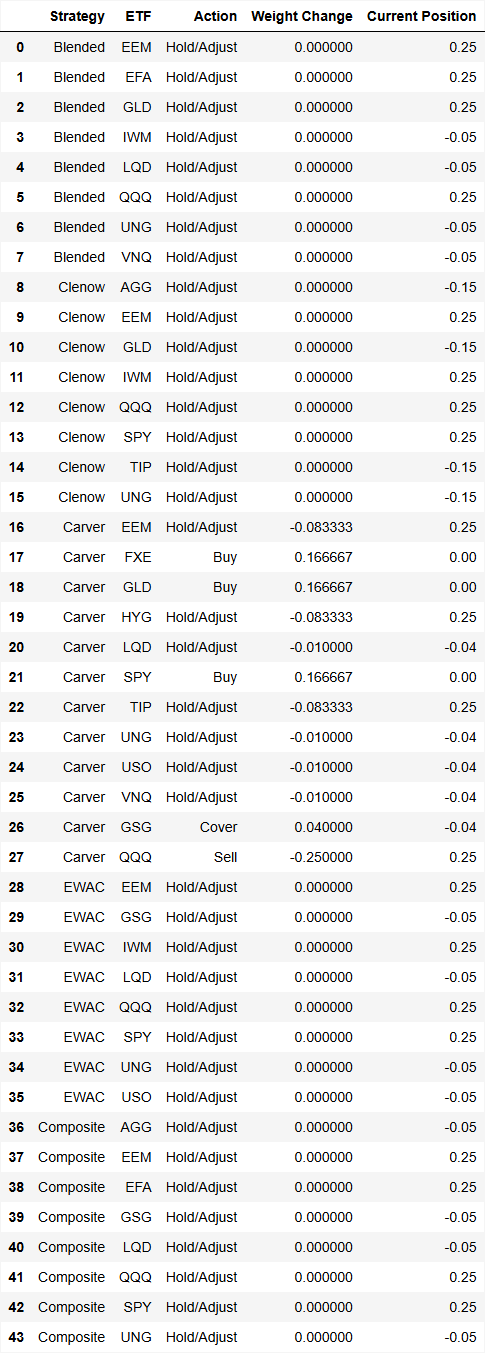 Strategy ETF Action Weight Change Current Position
0 Blended EEM Hold/Adjust 0.000000 0.25
1 Blended EFA Hold/Adjust 0.000000 0.25
2 Blended GLD Hold/Adjust 0.000000 0.25
3 Blended IWM Hold/Adjust 0.000000 -0.05
4 Blended LQD Hold/Adjust 0.000000 -0.05
5 Blended QQQ Hold/Adjust 0.000000 0.25
6 Blended UNG Hold/Adjust 0.000000 -0.05
7 Blended VNQ Hold/Adjust 0.000000 -0.05
8 Clenow AGG Hold/Adjust 0.000000 -0.15
9 Clenow EEM Hold/Adjust 0.000000 0.25
10 Clenow GLD Hold/Adjust 0.000000 -0.15
11 Clenow IWM Hold/Adjust 0.000000 0.25
12 Clenow QQQ Hold/Adjust 0.000000 0.25
13 Clenow SPY Hold/Adjust 0.000000 0.25
14 Clenow TIP Hold/Adjust 0.000000 -0.15
15 Clenow UNG Hold/Adjust 0.000000 -0.15
16 Carver EEM Hold/Adjust -0.083333 0.25
17 Carver FXE Buy 0.166667 0.00
18 Carver GLD Buy 0.166667 0.00
19 Carver HYG Hold/Adjust -0.083333 0.25
20 Carver LQD Hold/Adjust -0.010000 -0.04
21 Carver SPY Buy 0.166667 0.00
22 Carver TIP Hold/Adjust -0.083333 0.25
23 Carver UNG Hold/Adjust -0.010000 -0.04
24 Carver USO Hold/Adjust -0.010000 -0.04
25 Carver VNQ Hold/Adjust -0.010000 -0.04
26 Carver GSG Cover 0.040000 -0.04
27 Carver QQQ Sell -0.250000 0.25
28 EWAC EEM Hold/Adjust 0.000000 0.25
29 EWAC GSG Hold/Adjust 0.000000 -0.05
30 EWAC IWM Hold/Adjust 0.000000 0.25
31 EWAC LQD Hold/Adjust 0.000000 -0.05
32 EWAC QQQ Hold/Adjust 0.000000 0.25
33 EWAC SPY Hold/Adjust 0.000000 0.25
34 EWAC UNG Hold/Adjust 0.000000 -0.05
35 EWAC USO Hold/Adjust 0.000000 -0.05
36 Composite AGG Hold/Adjust 0.000000 -0.05
37 Composite EEM Hold/Adjust 0.000000 0.25
38 Composite EFA Hold/Adjust 0.000000 0.25
39 Composite GSG Hold/Adjust 0.000000 -0.05
40 Composite LQD Hold/Adjust 0.000000 -0.05
41 Composite QQQ Hold/Adjust 0.000000 0.25
42 Composite SPY Hold/Adjust 0.000000 0.25
43 Composite UNG Hold/Adjust 0.000000 -0.05